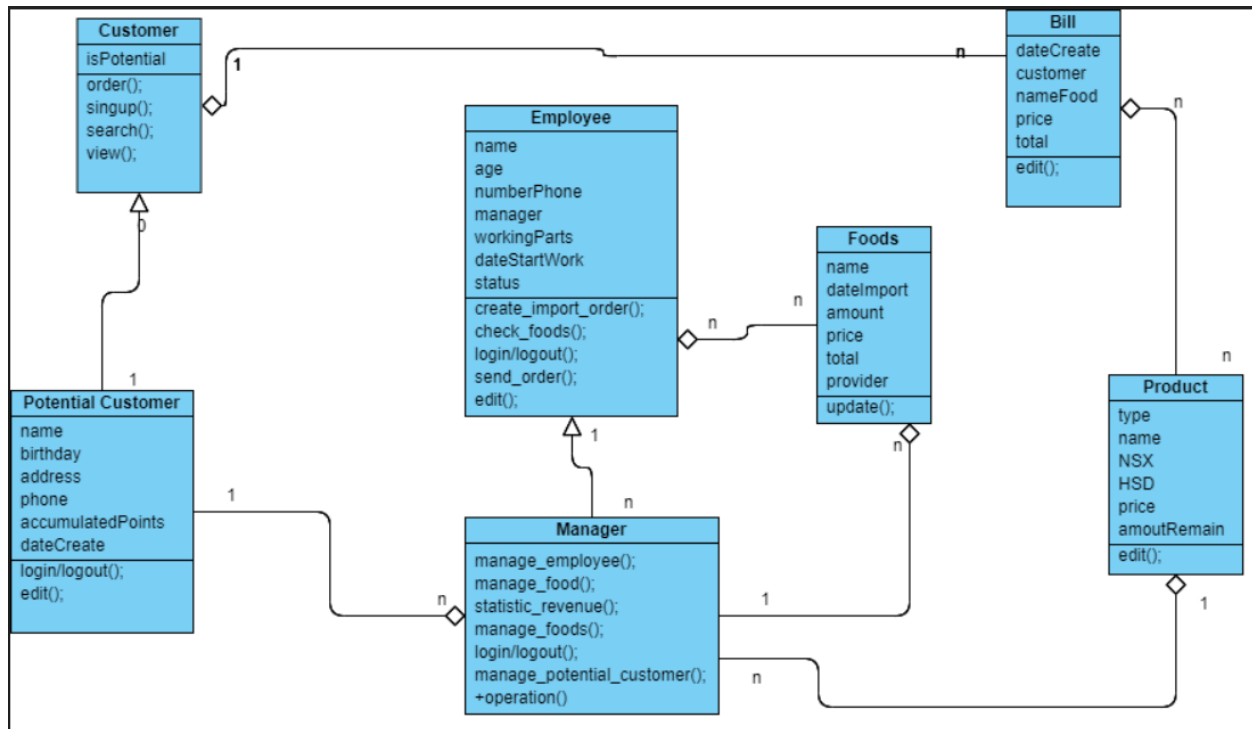 Customer
isPotential
order();
singup();
search();
view();
1
n
Bill
dateCreate
customer
nameFood
price
total
edit();
n
n
Employee
name
age
numberPhone
manager
workingParts
dateStartWork
status
create_import_order();
check_foods();
login/logout();
send_order();
edit();
n
n
Foods
name
dateImport
amount
price
total
provider
update();
n
0
1
Potential Customer
name
birthday
address
phone
accumulatedPoints
dateCreate
login/logout();
edit();
1
n
1
n
Manager
manage_employee();
manage_food();
statistic_revenue();
manage_foods();
login/logout();
manage_potential_customer();
+operation()
1
n
Product
type
name
NSX
HSD
price
amoutRemain
edit();
1